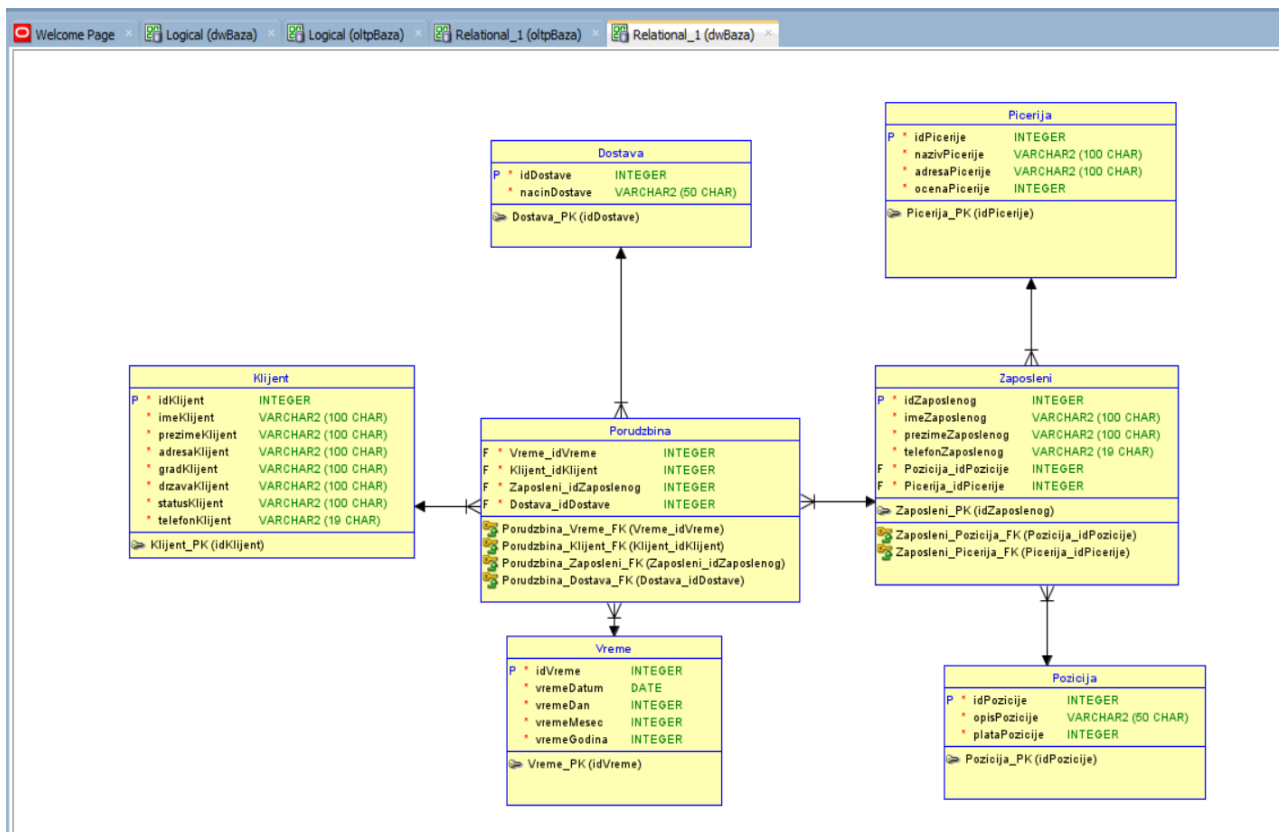 Welcome Page × Logical (dwBaza) × Logical (oltpBaza) × Relational_1 (oltpBaza) × Relational_1 (dwBaza) ×
Picerija
P * idPicerije INTEGER
* nazivPicerije VARCHAR2 (100 CHAR)
* adresaPicerije VARCHAR2 (100 CHAR)
* ocenaPicerije INTEGER
Picerija_PK (idPicerije)
Dostava
P * idDostave INTEGER
* nacinDostave VARCHAR2 (50 CHAR)
Dostava_PK (idDostave)
Klijent
P * idKlijent INTEGER
* imeKlijent VARCHAR2 (100 CHAR)
* prezimeKlijent VARCHAR2 (100 CHAR)
* adresaKlijent VARCHAR2 (100 CHAR)
* gradKlijent VARCHAR2 (100 CHAR)
* drzavaKlijent VARCHAR2 (100 CHAR)
* statusKlijent VARCHAR2 (100 CHAR)
* telefonKlijent VARCHAR2 (19 CHAR)
Klijent_PK (idKlijent)
Porudzbina
F * Vreme_idVreme INTEGER
F * Klijent_idKlijent INTEGER
F * Zaposleni_idZaposlenog INTEGER
F * Dostava_idDostave INTEGER
Porudzbina_Vreme_FK (Vreme_idVreme)
Porudzbina_Klijent_FK (Klijent_idKlijent)
Porudzbina_Zaposleni_FK (Zaposleni_idZaposlenog)
Porudzbina_Dostava_FK (Dostava_idDostave)
Zaposleni
P * idZaposlenog INTEGER
* imeZaposlenog VARCHAR2 (100 CHAR)
* prezimeZaposlenog VARCHAR2 (100 CHAR)
* telefonZaposlenog VARCHAR2 (19 CHAR)
F * Pozicija_idPozicije INTEGER
F * Picerija_idPicerije INTEGER
Zaposleni_PK (idZaposlenog)
Zaposleni_Pozicija_FK (Pozicija_idPozicije)
Zaposleni_Picerija_FK (Picerija_idPicerije)
Vreme
P * idVreme INTEGER
* vremeDatum DATE
* vremeDan INTEGER
* vremeMesec INTEGER
* vremeGodina INTEGER
Vreme_PK (idVreme)
Pozicija
P * idPozicije INTEGER
* opisPozicije VARCHAR2 (50 CHAR)
* plataPozicije INTEGER
Pozicija_PK (idPozicije)